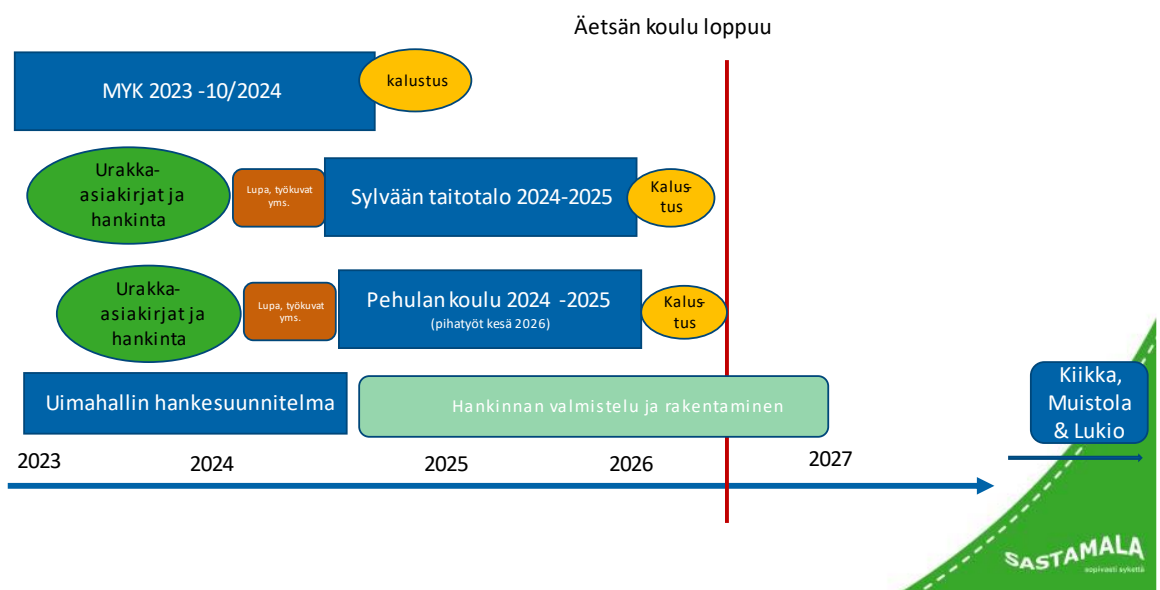 Äetsän koulu loppuu
MYK 2023 -10/2024
kalustus
Urakka-
asiakirjat ja
hankinta
Lupa, työkuvat
yms.
Sylvään taitotalo 2024-2025
Kalus-
tus
Urakka-
asiakirjat ja
hankinta
Lupa, työkuvat
yms.
Pehulan koulu 2024 -2025
(pihatyöt kesä 2026)
Kalus-
tus
Uimahallin hankesuunnitelma
Hankinnan valmistelu ja rakentaminen
Kiikka,
Muistola
& Lukio
2023
2024
2025
2026
2027
SASTAMALA
sopivasti sykettä